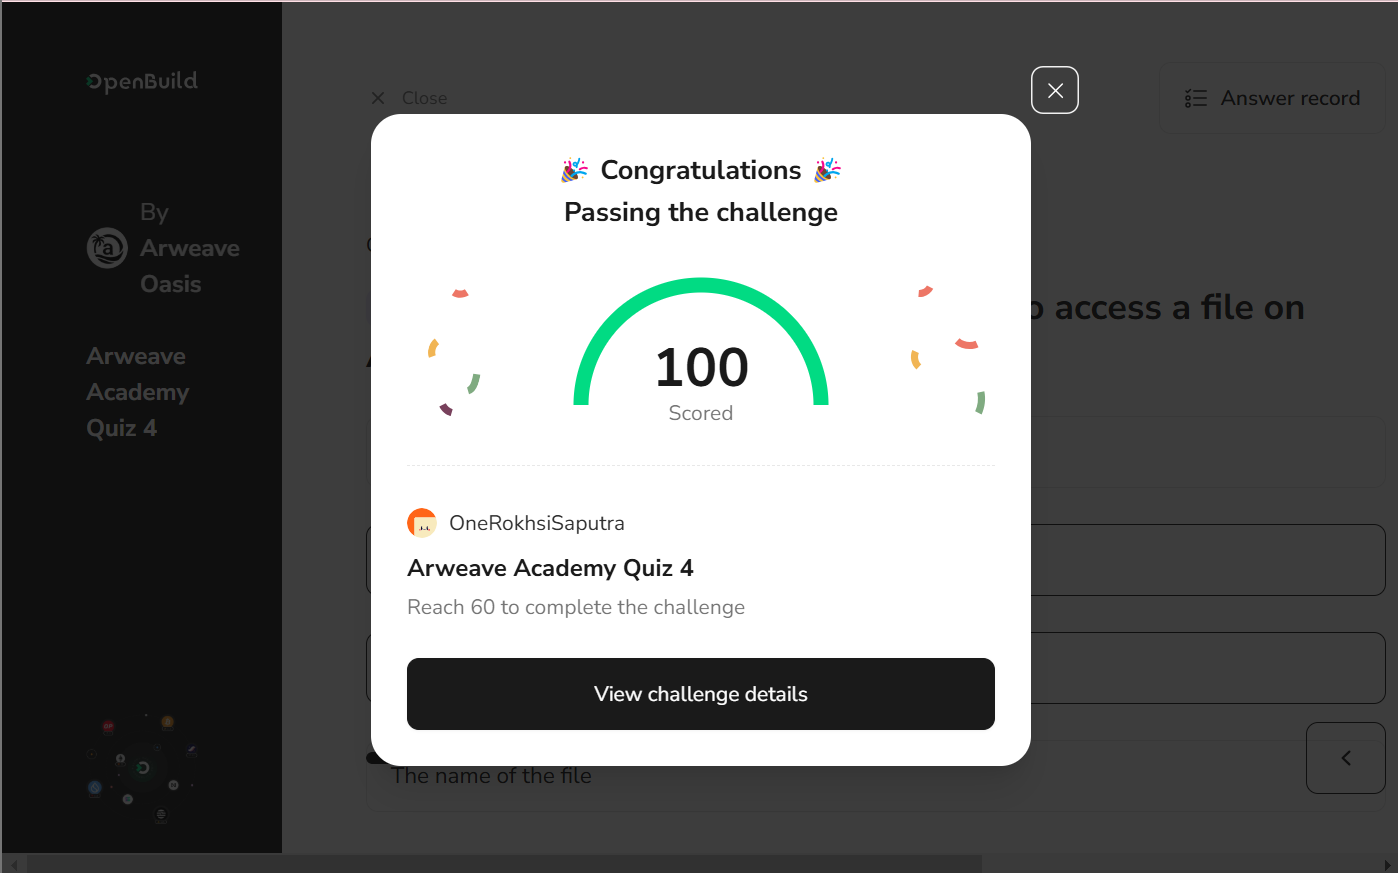 OpenBuild
By
Arweave
Oasis
Arweave
Academy
Quiz 4
Close
Answer record
🎉 Congratulations 🎉
Passing the challenge
100
Scored
OneRokhsiSaputra
Arweave Academy Quiz 4
Reach 60 to complete the challenge
View challenge details
to access a file on
The name of the file